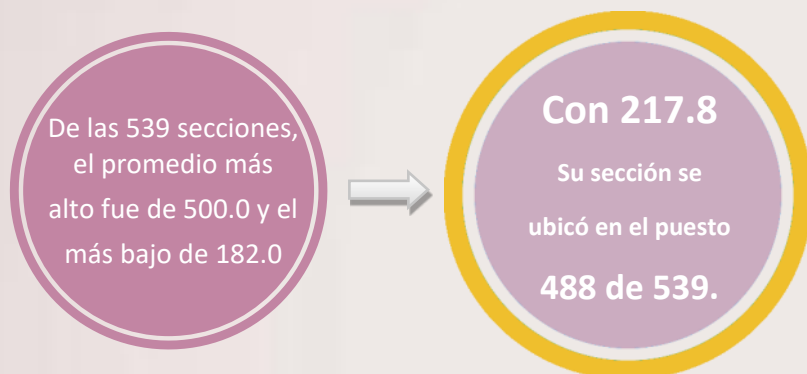 De las 539 secciones,
el promedio más
alto fue de 500.0 y el
más bajo de 182.0
Con 217.8
Su sección se
ubicó en el puesto
488 de 539.